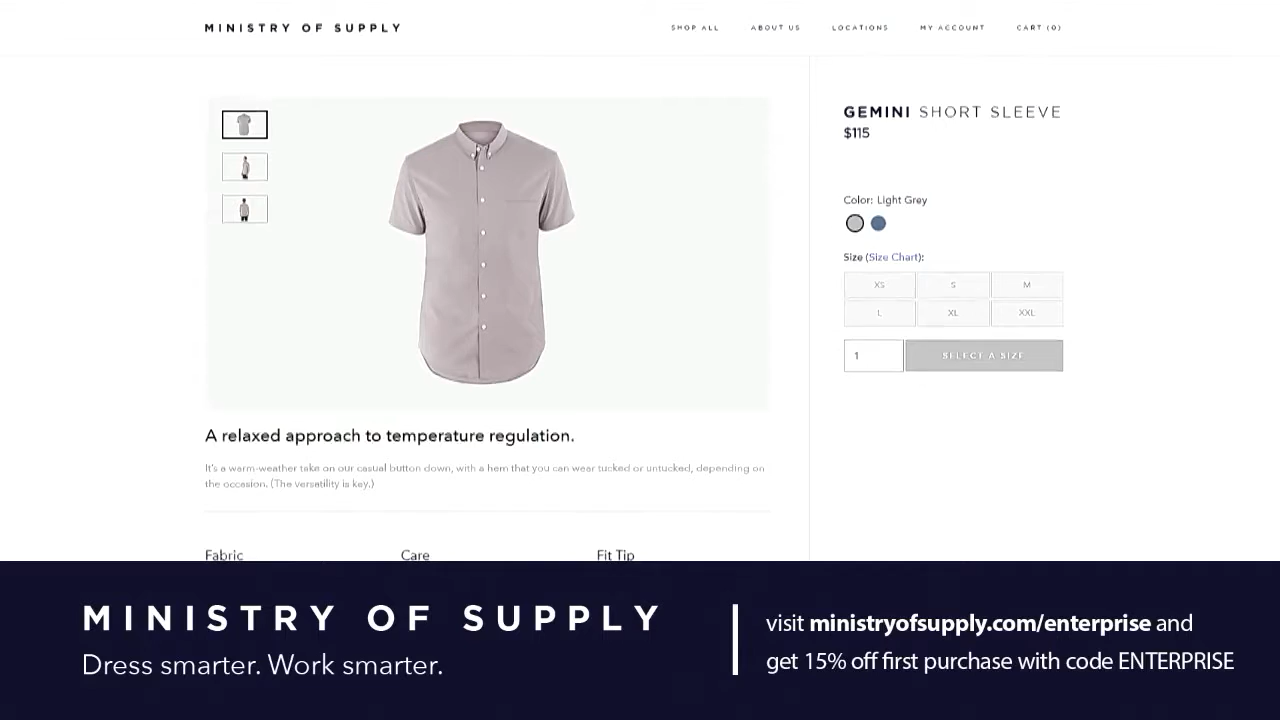 MINISTRY OF SUPPLY
SHOP ALL
ABOUT US
LOCATIONS
MY ACCOUNT
CART (0)
GEMINI SHORT SLEEVE
$115
Color: Light Grey
Size (Size Chart):
XS
S
M
L
XL
XXL
1
SELECT A SIZE
A relaxed approach to temperature regulation.
It's a warm-weather take on our casual button down, with a hem that you can wear tucked or untucked, depending on
the occasion. (The versatility is key.)
Fabric
Care
Fit Tip
MINISTRY OF SUPPLY
Dress smarter. Work smarter.
visit ministryofsupply.com/enterprise and
get 15% off first purchase with code ENTERPRISE